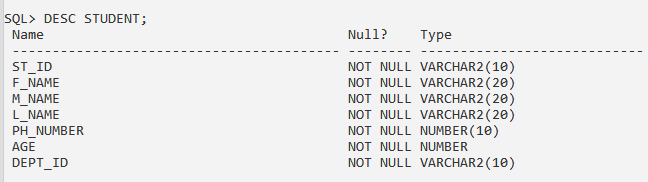 SQL> DESC STUDENT;
Name Null? Type
----------------------------------------- -------- ----------------------------
ST_ID NOT NULL VARCHAR2(10)
F_NAME NOT NULL VARCHAR2(20)
M_NAME NOT NULL VARCHAR2(20)
L_NAME NOT NULL VARCHAR2(20)
PH_NUMBER NOT NULL NUMBER(10)
AGE NOT NULL NUMBER
DEPT_ID NOT NULL VARCHAR2(10)